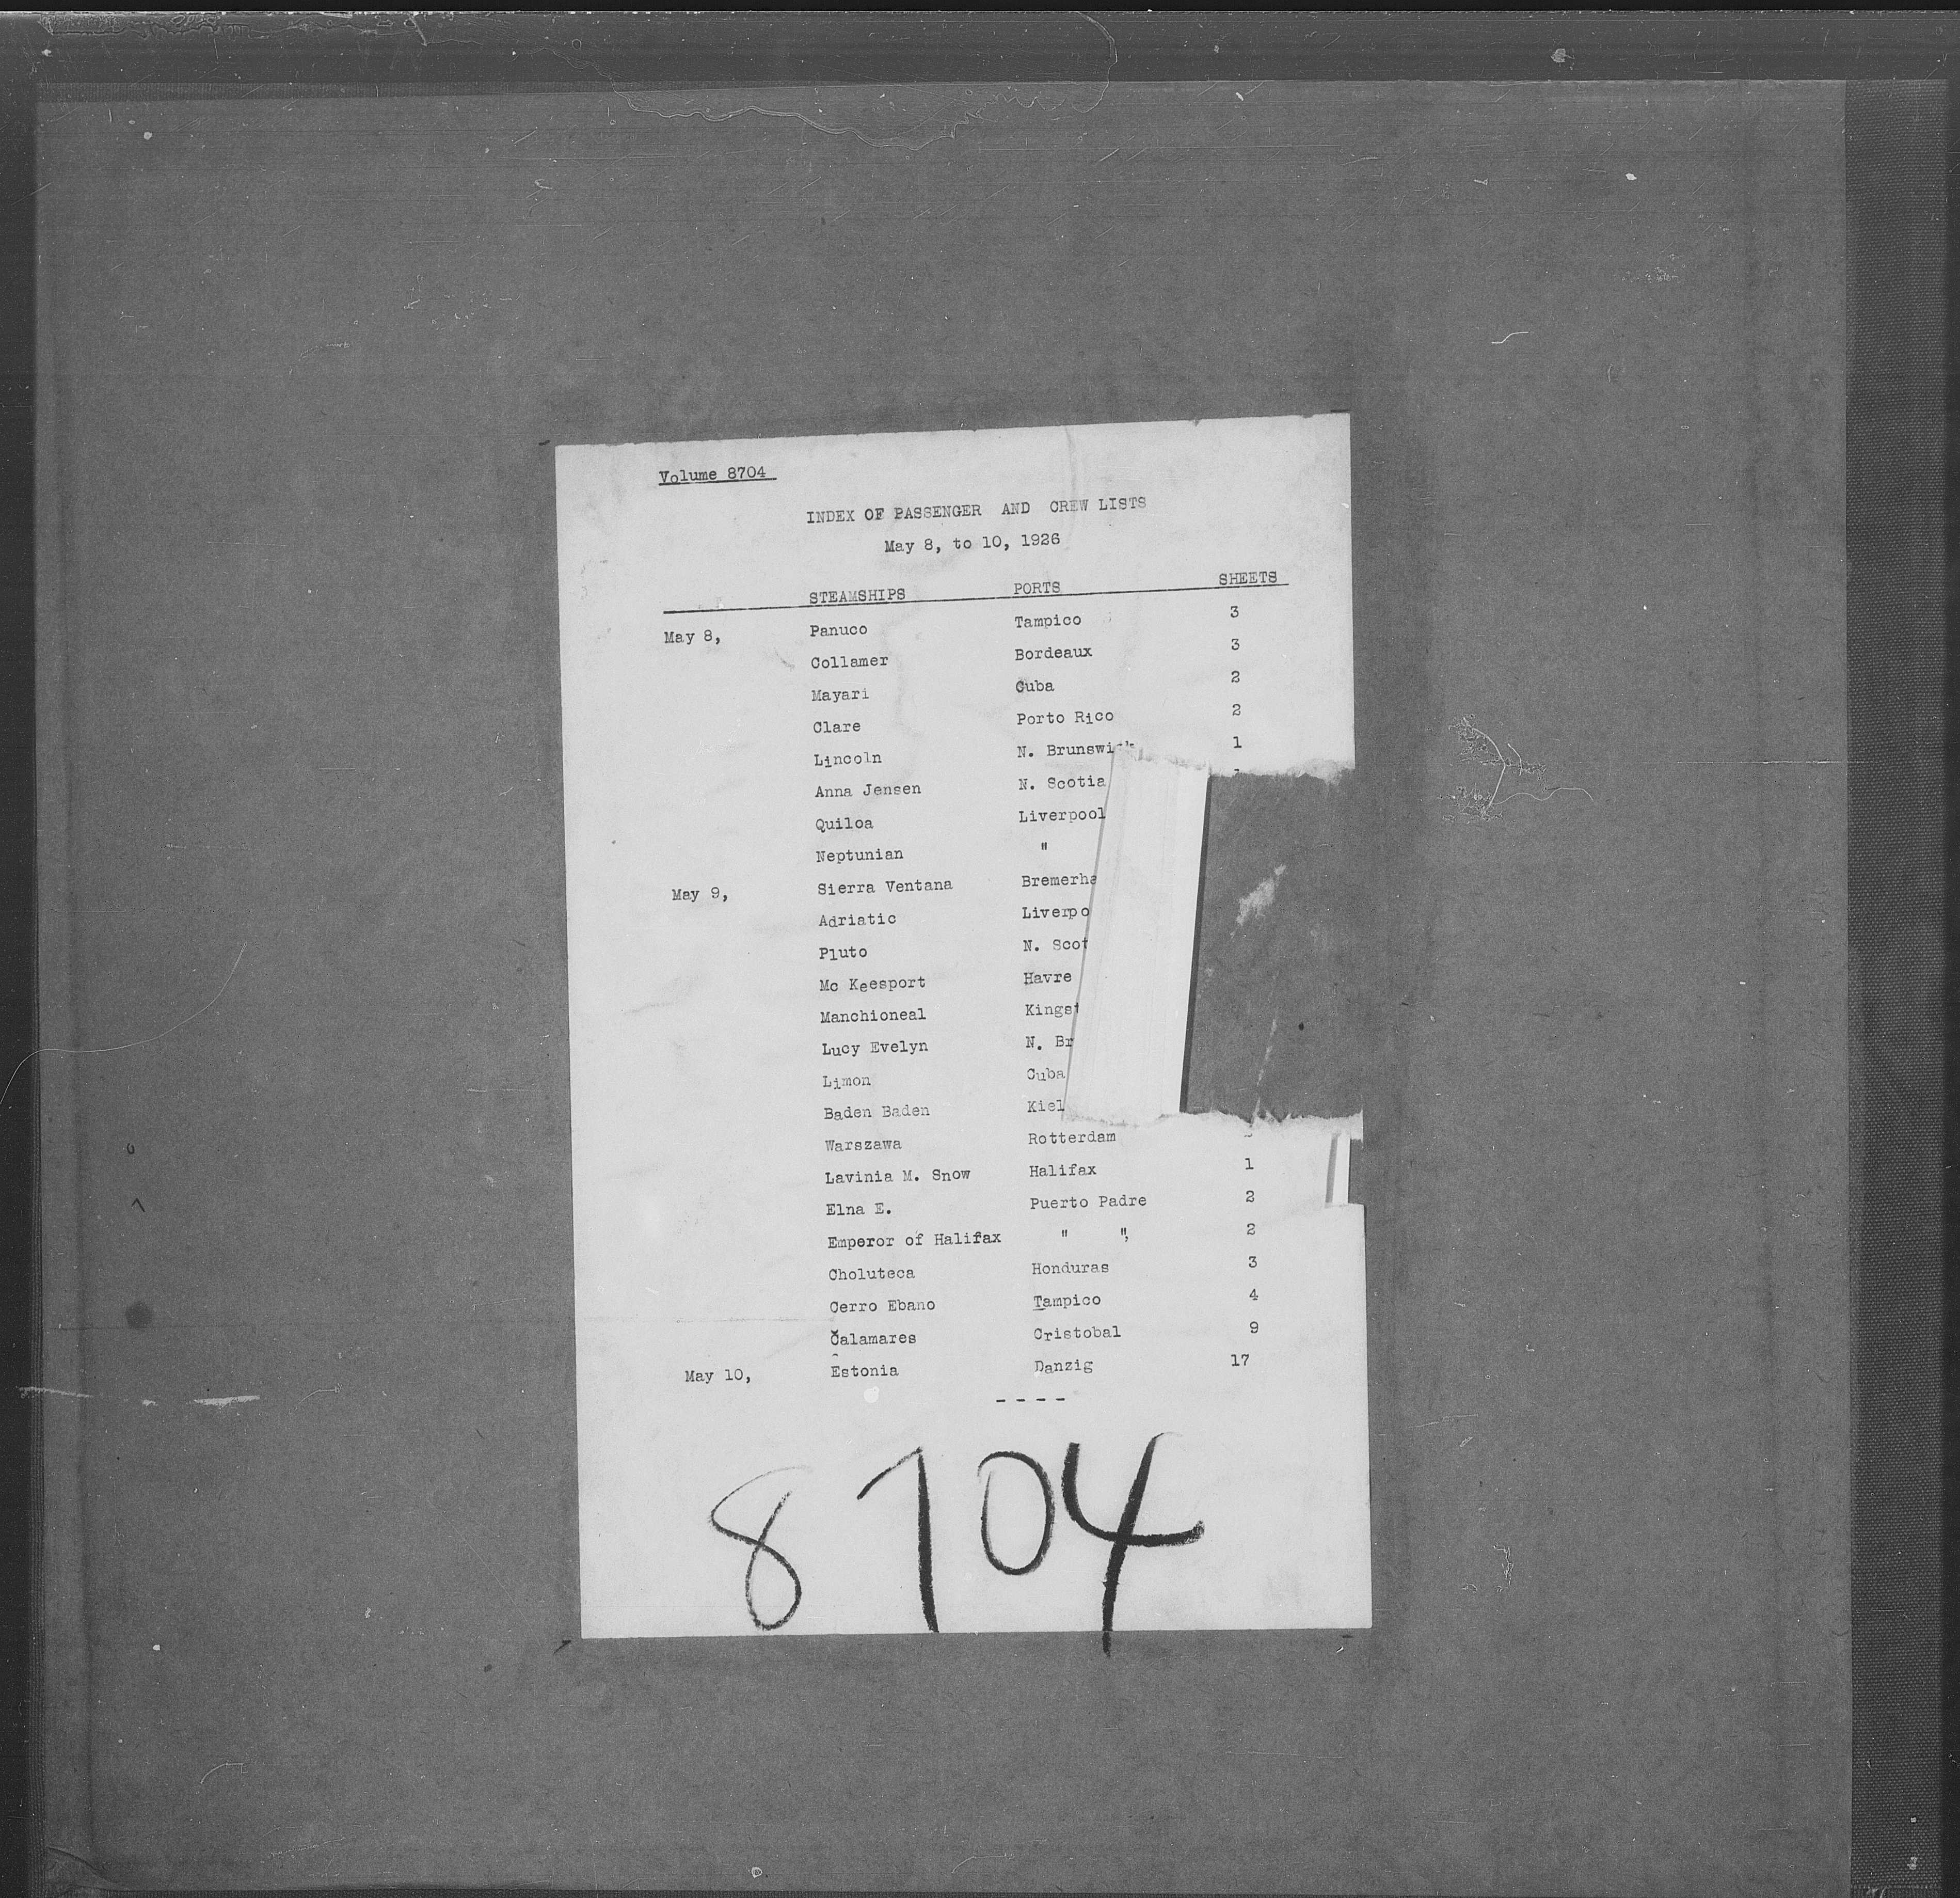 Volume 8704
INDEX OF PASSENGER AND CREW LISTS
May 8, to 10, 1926
STEAMSHIPS PORTS SHEETS
May 8, Panuco Tampico 3
Collamer Bordeaux 3
Mayari Cuba 2
Clare Porto Rico 2
Lincoln N. Brunswick 1
Anna Jensen N. Scotia
Quiloa Liverpool
Neptunian "
May 9, Sierra Ventana Bremerha
Adriatic Liverpo
Pluto N. Scot
Mc Keesport Havre
Manchioneal Kingst
Lucy Evelyn N. Br
Limon Cuba
Baden Baden Kiel
Warszawa Rotterdam
Lavinia M. Snow Halifax 1
Elna E. Puerto Padre 2
Emperor of Halifax " ", 2
Choluteca Honduras 3
Cerro Ebano Tampico 4
Calamares Cristobal 9
May 10, Estonia Danzig 17
- - - -
8704